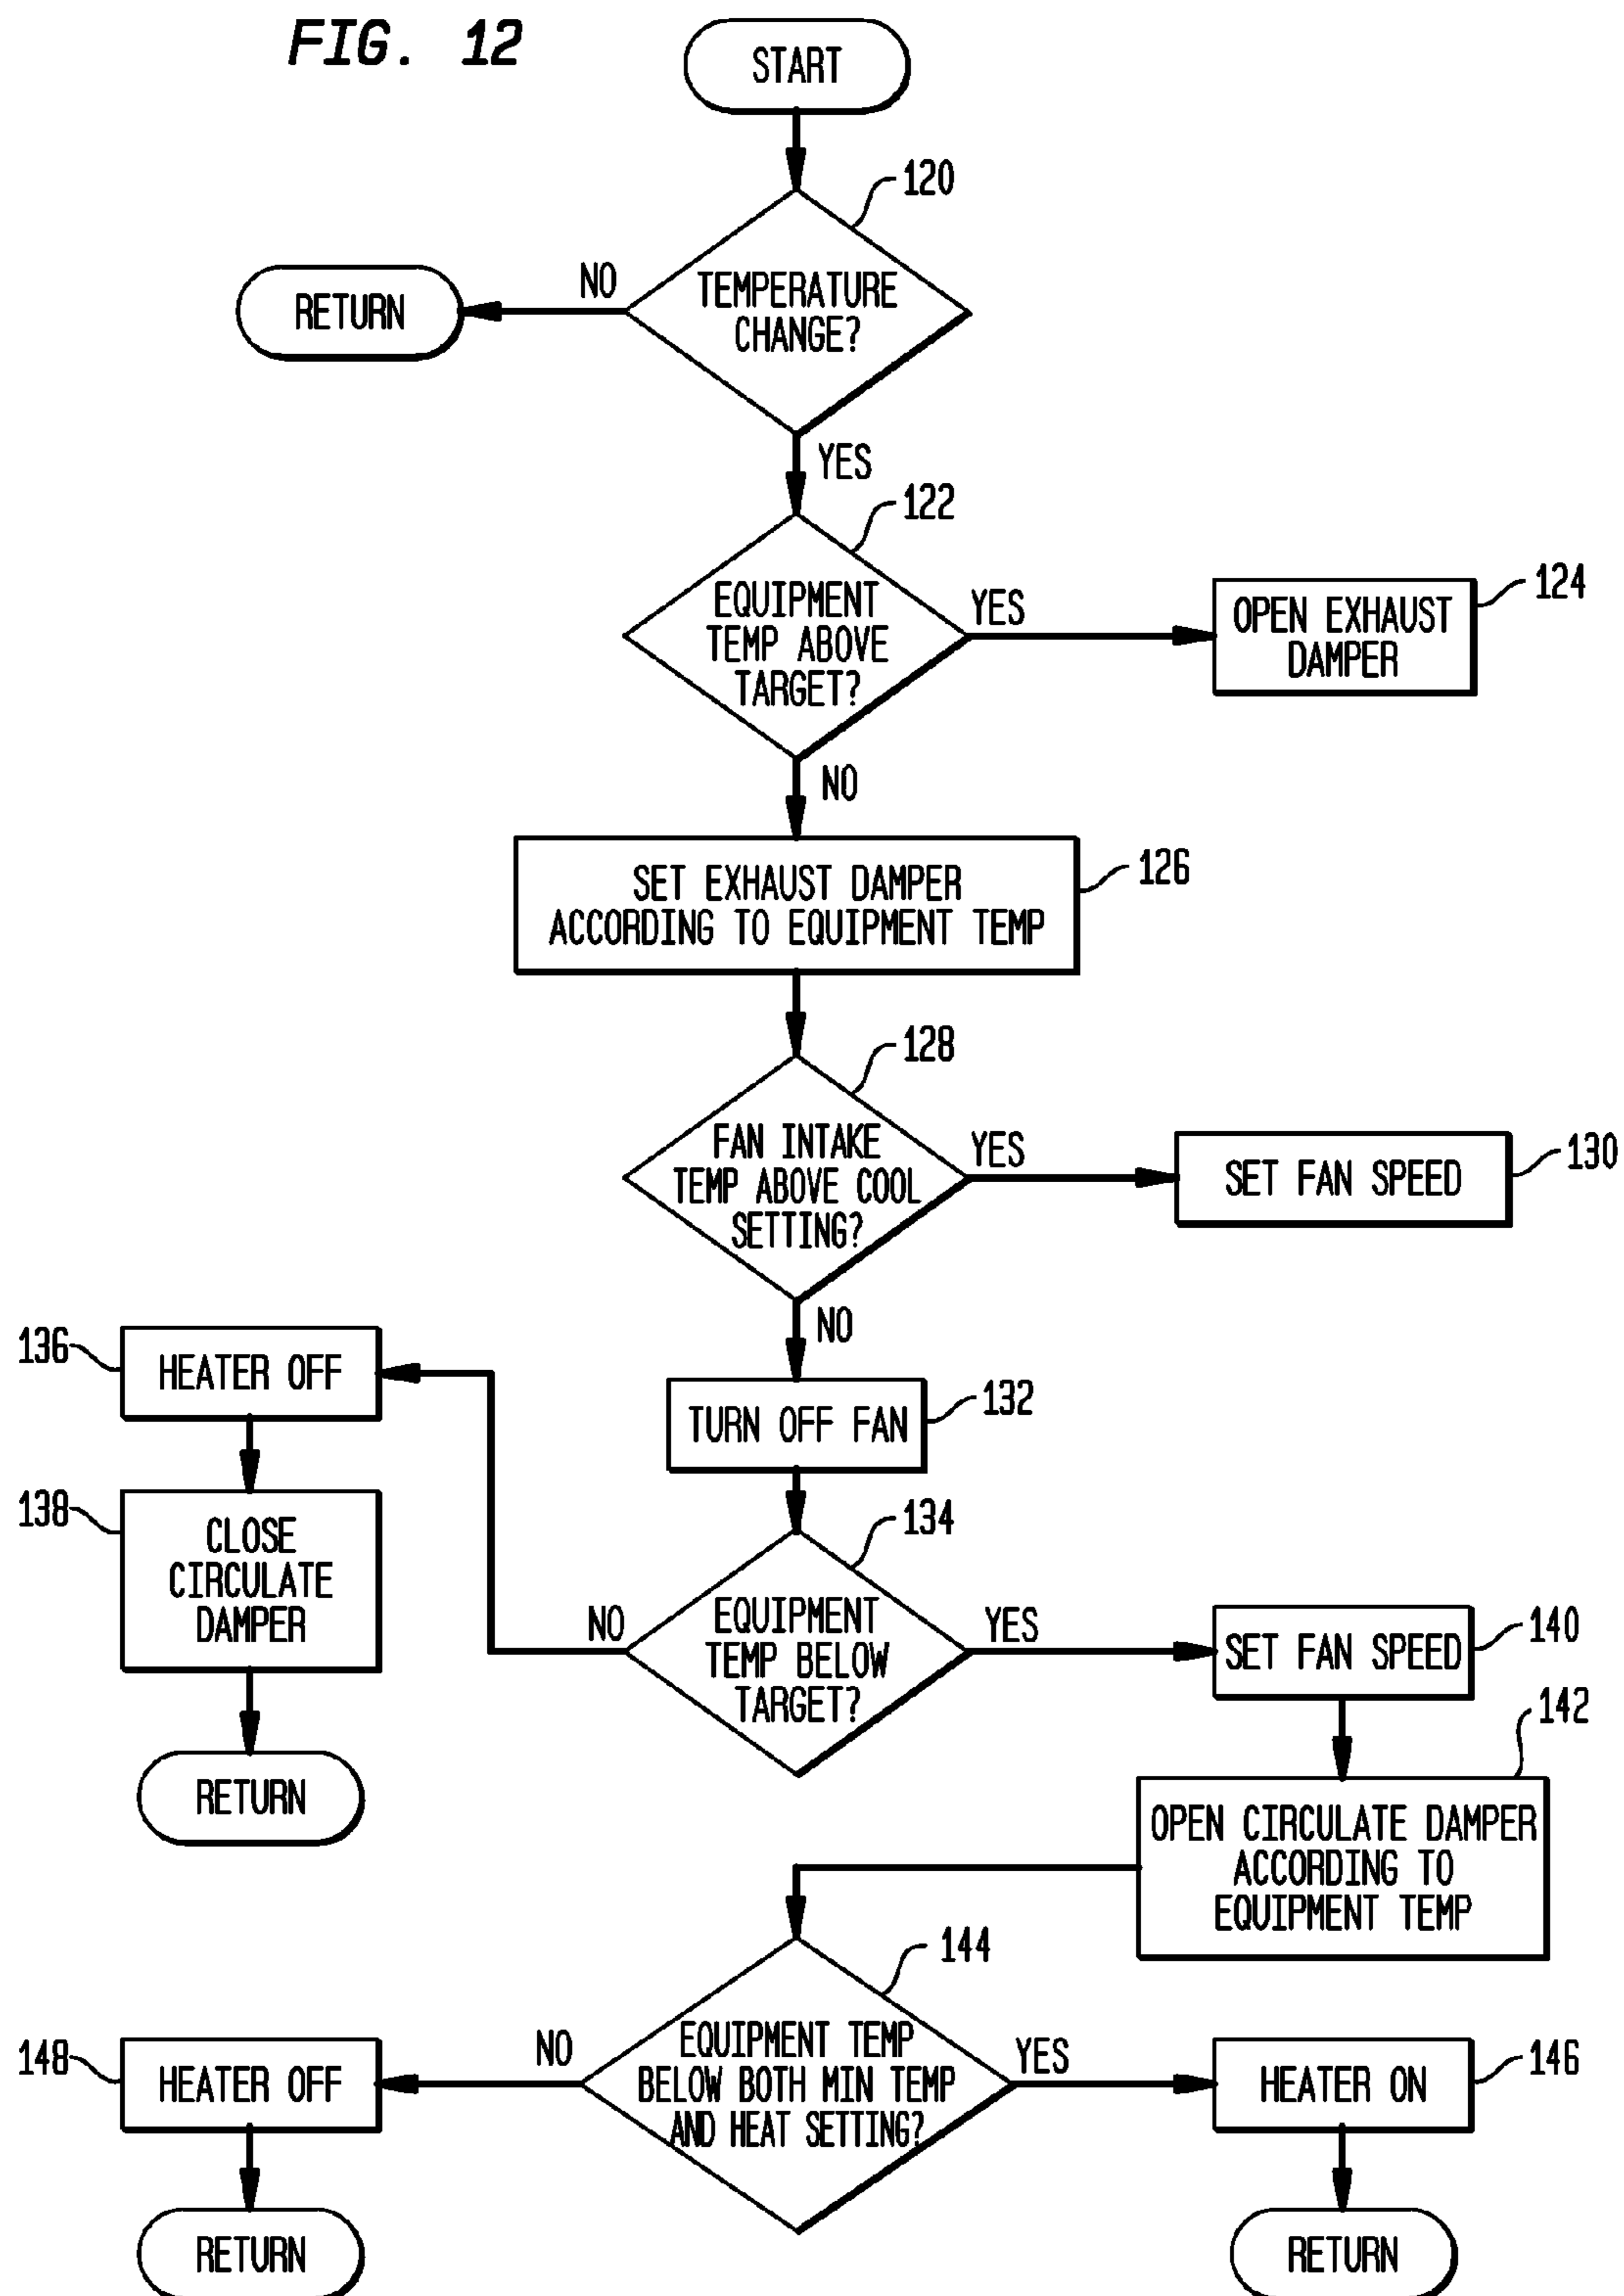 FIG. 12
START
120
TEMPERATURE
CHANGE?
NO
RETURN
YES
122
EQUIPMENT
TEMP ABOVE
TARGET?
YES
124
OPEN EXHAUST
DAMPER
NO
126
SET EXHAUST DAMPER
ACCORDING TO EQUIPMENT TEMP
128
FAN INTAKE
TEMP ABOVE COOL
SETTING?
YES
130
SET FAN SPEED
NO
132
TURN OFF FAN
134
EQUIPMENT
TEMP BELOW
TARGET?
NO
136
HEATER OFF
138
CLOSE
CIRCULATE
DAMPER
RETURN
YES
140
SET FAN SPEED
142
OPEN CIRCULATE DAMPER
ACCORDING TO
EQUIPMENT TEMP
144
EQUIPMENT TEMP
BELOW BOTH MIN TEMP
AND HEAT SETTING?
NO
148
HEATER OFF
RETURN
YES
146
HEATER ON
RETURN